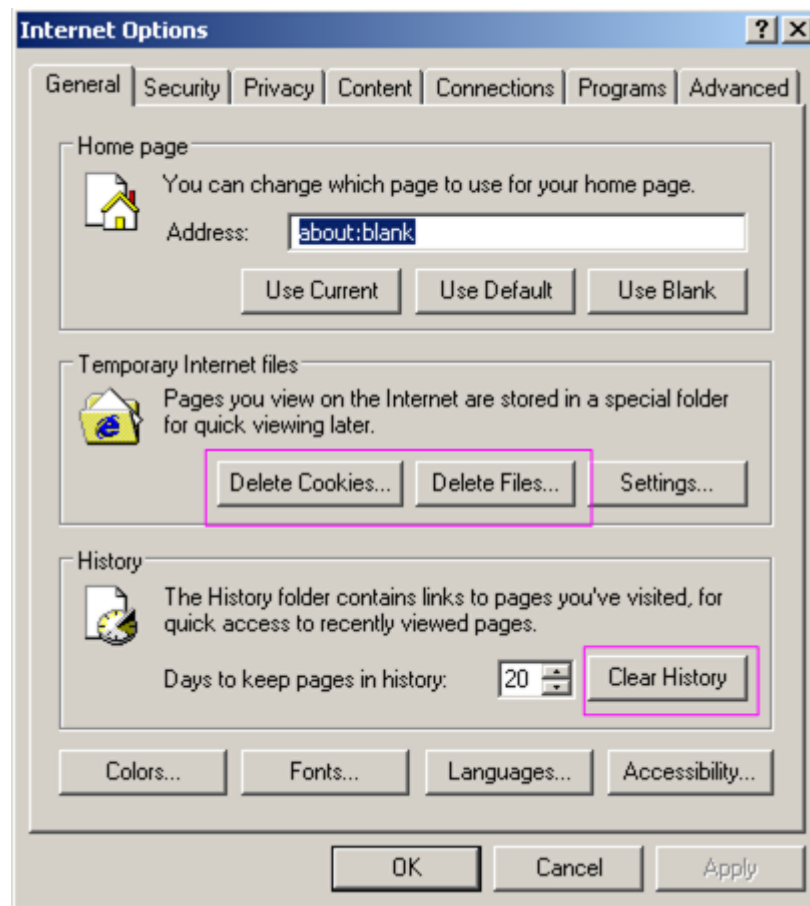 Internet Options
General Security Privacy Content Connections Programs Advanced
Home page
You can change which page to use for your home page.
Address: about:blank
Use Current Use Default Use Blank
Temporary Internet files
Pages you view on the Internet are stored in a special folder
for quick viewing later.
Delete Cookies... Delete Files... Settings...
History
The History folder contains links to pages you've visited, for
quick access to recently viewed pages.
Days to keep pages in history: 20 Clear History
Colors... Fonts... Languages... Accessibility...
OK Cancel Apply